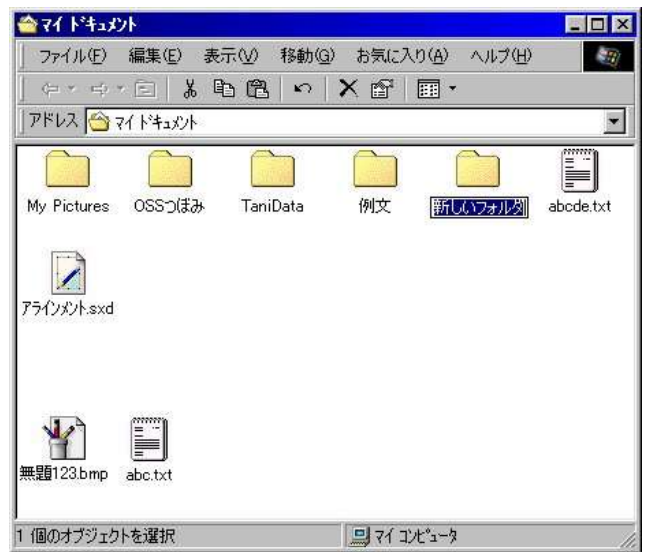 マイ ドキュメント
ファイル(F) 編集(E) 表示(V) 移動(G) お気に入り(A) ヘルプ(H)
アドレス マイ ドキュメント
My Pictures OSSつぼみ TaniData 例文 新しいフォルダ abcde.txt
アラインメント.sxd
無題123.bmp abc.txt
1 個のオブジェクトを選択 マイ コンピュータ